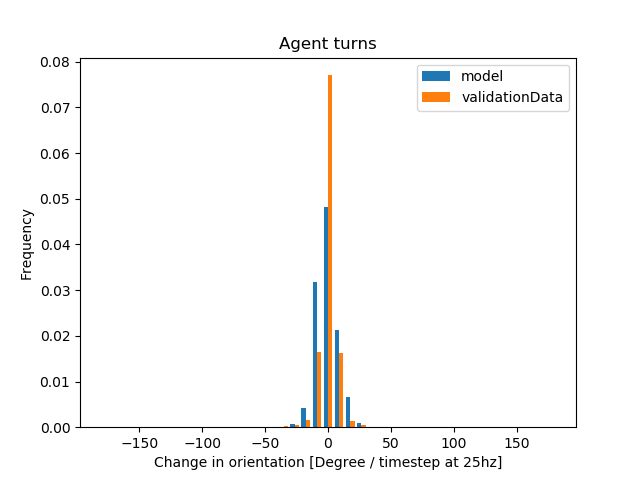 Agent turns
model
validationData
0.08
0.07
0.06
0.05
0.04
0.03
0.02
0.01
0.00
Frequency
−150 −100 −50 0 50 100 150
Change in orientation [Degree / timestep at 25hz]